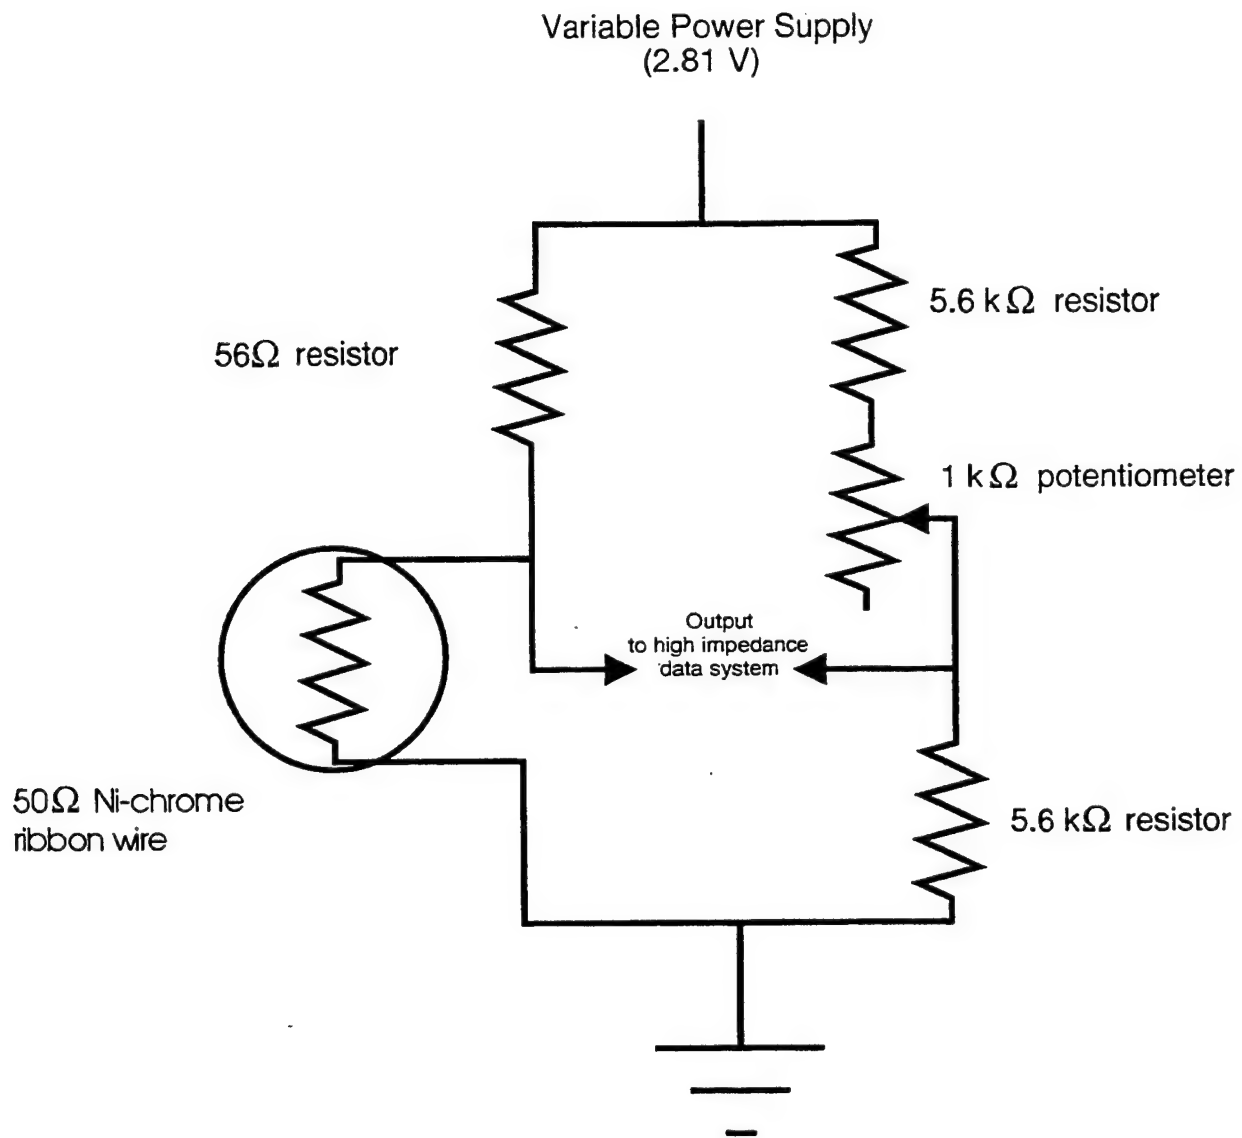 Variable Power Supply
(2.81 V)
5.6 kΩ resistor
56Ω resistor
1 kΩ potentiometer
Output
to high impedance
data system
50Ω Ni-chrome
ribbon wire
5.6 kΩ resistor